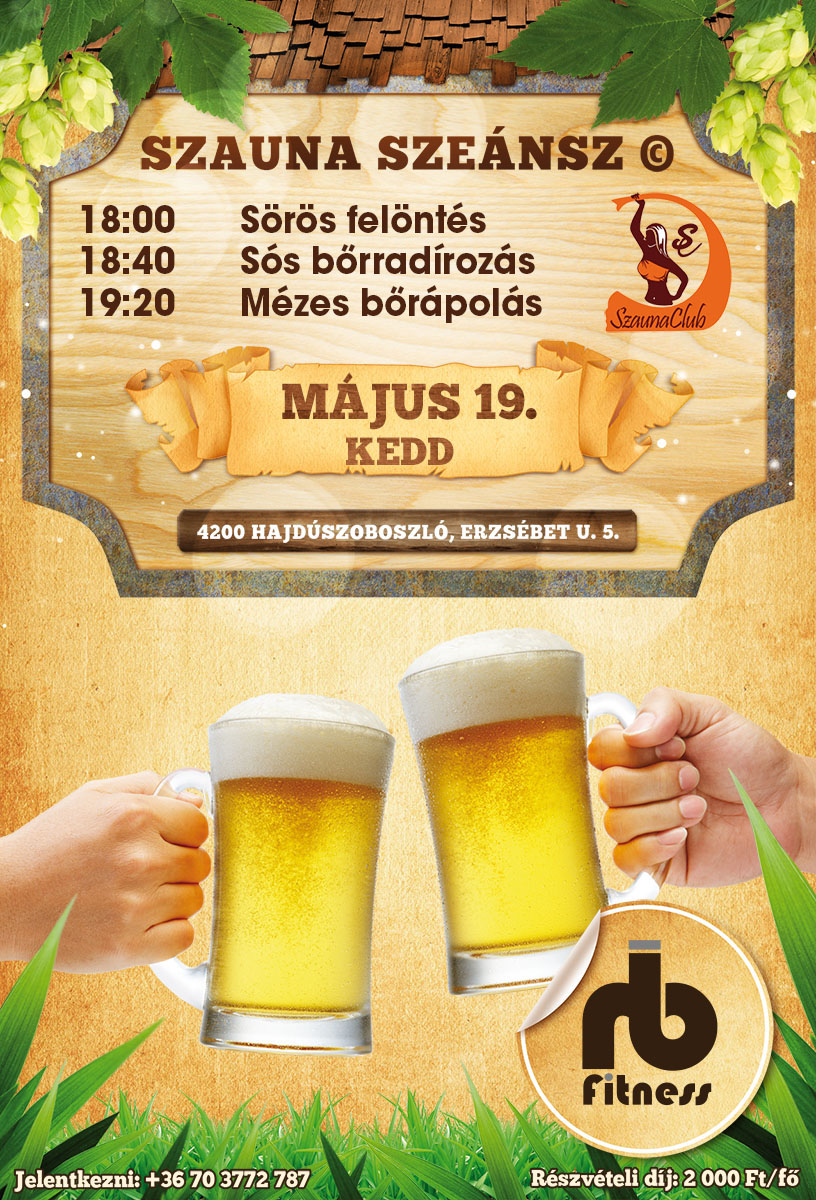 SZAUNA SZEÁNSZ ©
18:00 Sörös felöntés
18:40 Sós bőrradírozás
19:20 Mézes bőrápolás
SC
SzaunaClub
MÁJUS 19.
KEDD
4200 HAJDÚSZOBOSZLÓ, ERZSÉBET U. 5.
rb
Fitness
Jelentkezni: +36 70 3772 787
Részvételi díj: 2 000 Ft/fő